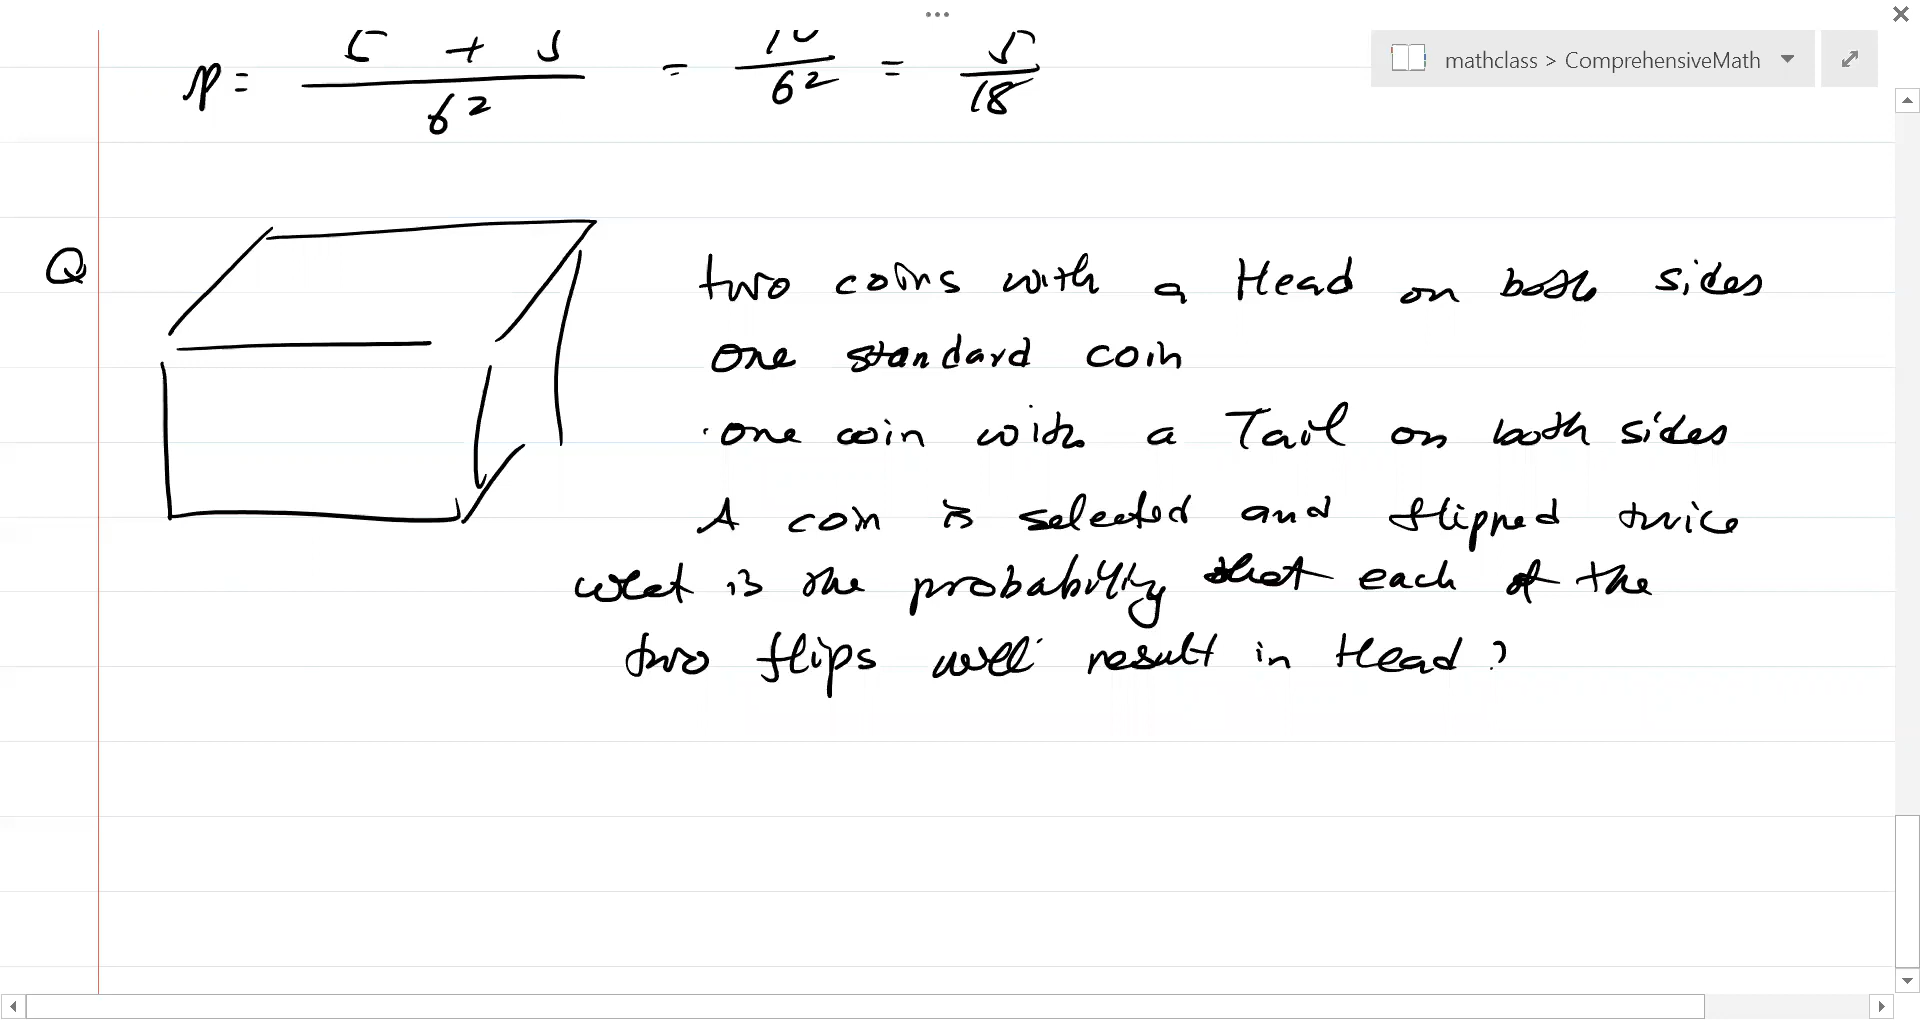 mathclass > ComprehensiveMath
p = 5 + 5 / 6² = 10 / 6² = 5 / 18
Q
two coins with a Head on both sides
one standard coin
one coin with a Tail on both sides
A coin is selected and flipped twice
what is the probability that each of the
two flips will result in Head?